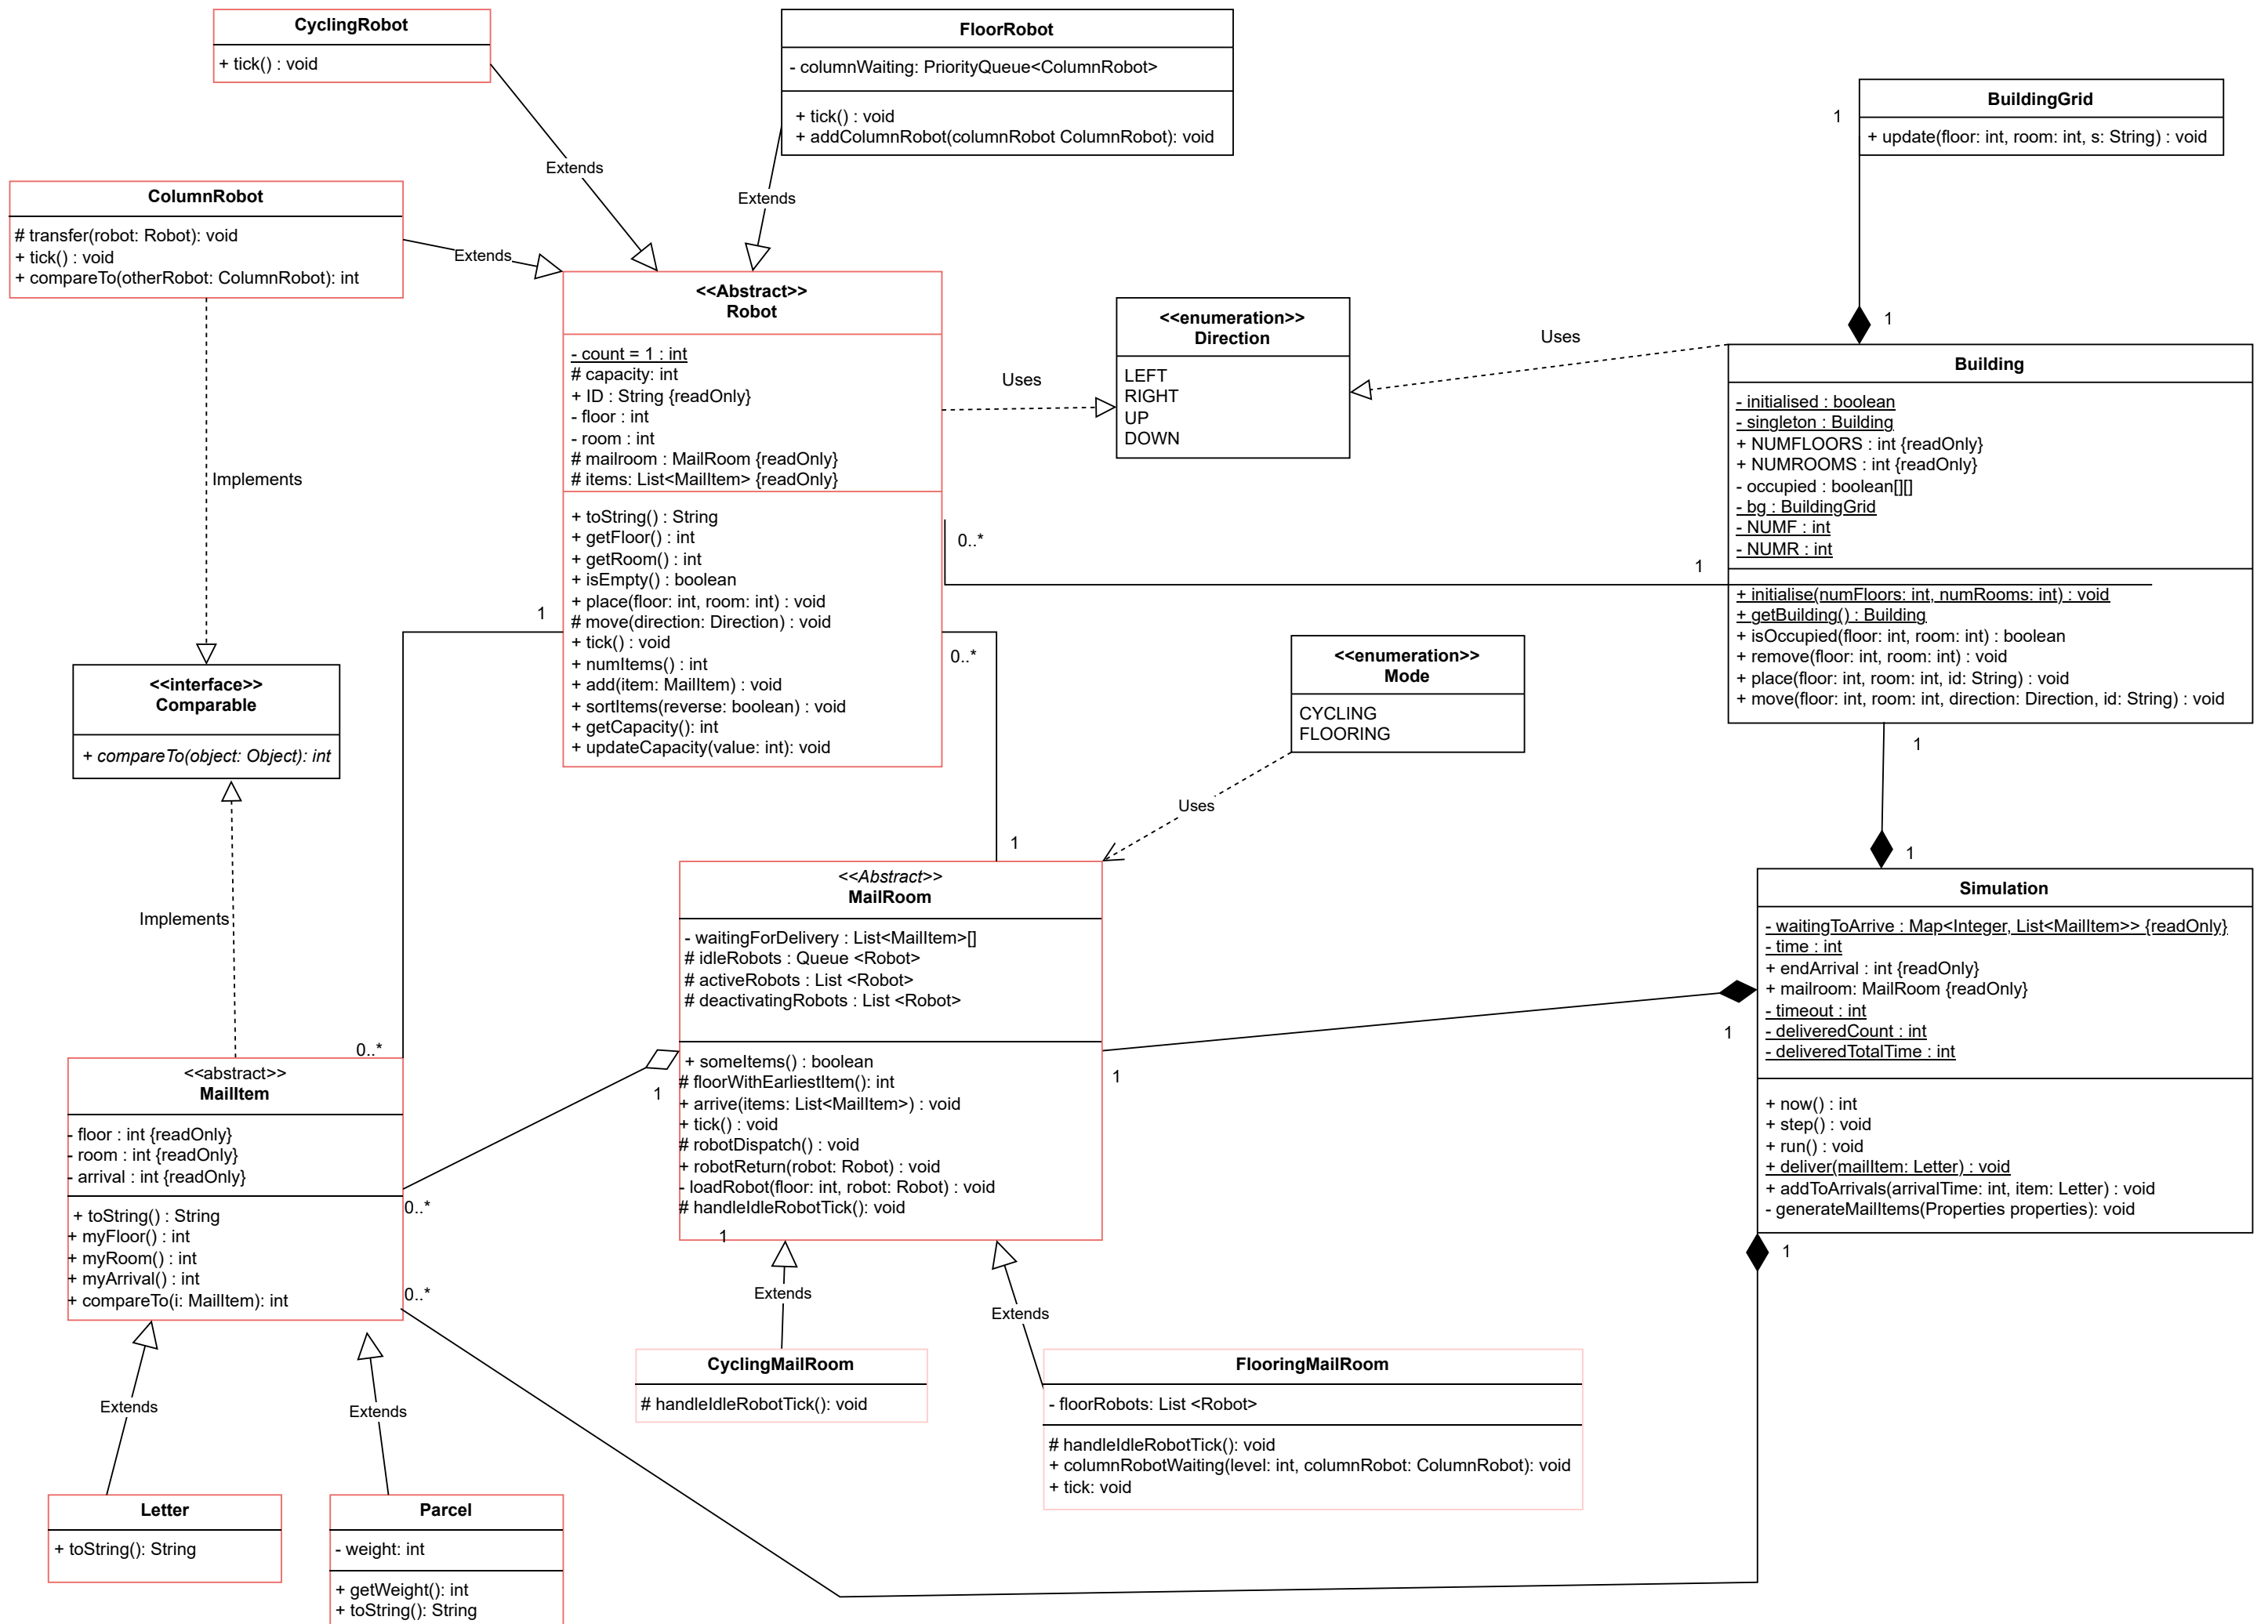 CyclingRobot
+ tick() : void
FloorRobot
- columnWaiting: PriorityQueue<ColumnRobot>
+ tick() : void
+ addColumnRobot(columnRobot ColumnRobot): void
BuildingGrid
+ update(floor: int, room: int, s: String) : void
1
1
Extends
Extends
Extends
ColumnRobot
# transfer(robot: Robot): void
+ tick() : void
+ compareTo(otherRobot: ColumnRobot): int
<<Abstract>>
Robot
- count = 1 : int
# capacity: int
+ ID : String {readOnly}
- floor : int
- room : int
# mailroom : MailRoom {readOnly}
# items: List<MailItem> {readOnly}
+ toString() : String
+ getFloor() : int
+ getRoom() : int
+ isEmpty() : boolean
+ place(floor: int, room: int) : void
# move(direction: Direction) : void
+ tick() : void
+ numItems() : int
+ add(item: MailItem) : void
+ sortItems(reverse: boolean) : void
+ getCapacity(): int
+ updateCapacity(value: int): void
Uses
<<enumeration>>
Direction
LEFT
RIGHT
UP
DOWN
Uses
Building
- initialised : boolean
- singleton : Building
+ NUMFLOORS : int {readOnly}
+ NUMROOMS : int {readOnly}
- occupied : boolean[][]
- bg : BuildingGrid
- NUMF : int
- NUMR : int
+ initialise(numFloors: int, numRooms: int) : void
+ getBuilding() : Building
+ isOccupied(floor: int, room: int) : boolean
+ remove(floor: int, room: int) : void
+ place(floor: int, room: int, id: String) : void
+ move(floor: int, room: int, direction: Direction, id: String) : void
0..*
1
Implements
1
0..*
1
<<interface>>
Comparable
+ compareTo(object: Object): int
<<enumeration>>
Mode
CYCLING
FLOORING
Uses
1
1
Implements
<<Abstract>>
MailRoom
- waitingForDelivery : List<MailItem>[]
# idleRobots : Queue <Robot>
# activeRobots : List <Robot>
# deactivatingRobots : List <Robot>
+ someItems() : boolean
# floorWithEarliestItem(): int
+ arrive(items: List<MailItem>) : void
+ tick() : void
# robotDispatch() : void
+ robotReturn(robot: Robot) : void
- loadRobot(floor: int, robot: Robot) : void
# handleIdleRobotTick(): void
1
Simulation
- waitingToArrive : Map<Integer, List<MailItem>> {readOnly}
- time : int
+ endArrival : int {readOnly}
+ mailroom: MailRoom {readOnly}
- timeout : int
- deliveredCount : int
- deliveredTotalTime : int
+ now() : int
+ step() : void
+ run() : void
+ deliver(mailItem: Letter) : void
+ addToArrivals(arrivalTime: int, item: Letter) : void
- generateMailItems(Properties properties): void
1
1
1
1
0..*
<<abstract>>
MailItem
- floor : int {readOnly}
- room : int {readOnly}
- arrival : int {readOnly}
+ toString() : String
+ myFloor() : int
+ myRoom() : int
+ myArrival() : int
+ compareTo(i: MailItem): int
0..*
0..*
Extends
Extends
Extends
Extends
CyclingMailRoom
# handleIdleRobotTick(): void
FlooringMailRoom
- floorRobots: List <Robot>
# handleIdleRobotTick(): void
+ columnRobotWaiting(level: int, columnRobot: ColumnRobot): void
+ tick: void
Letter
+ toString(): String
Parcel
- weight: int
+ getWeight(): int
+ toString(): String